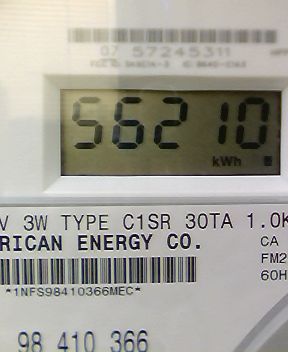 07 57245311
56210
kWh
V 3W TYPE C1SR 30TA 1.0K
RICAN ENERGY CO.
CA
FM2
60H
*1NFS98410366MEC*
98 410 366